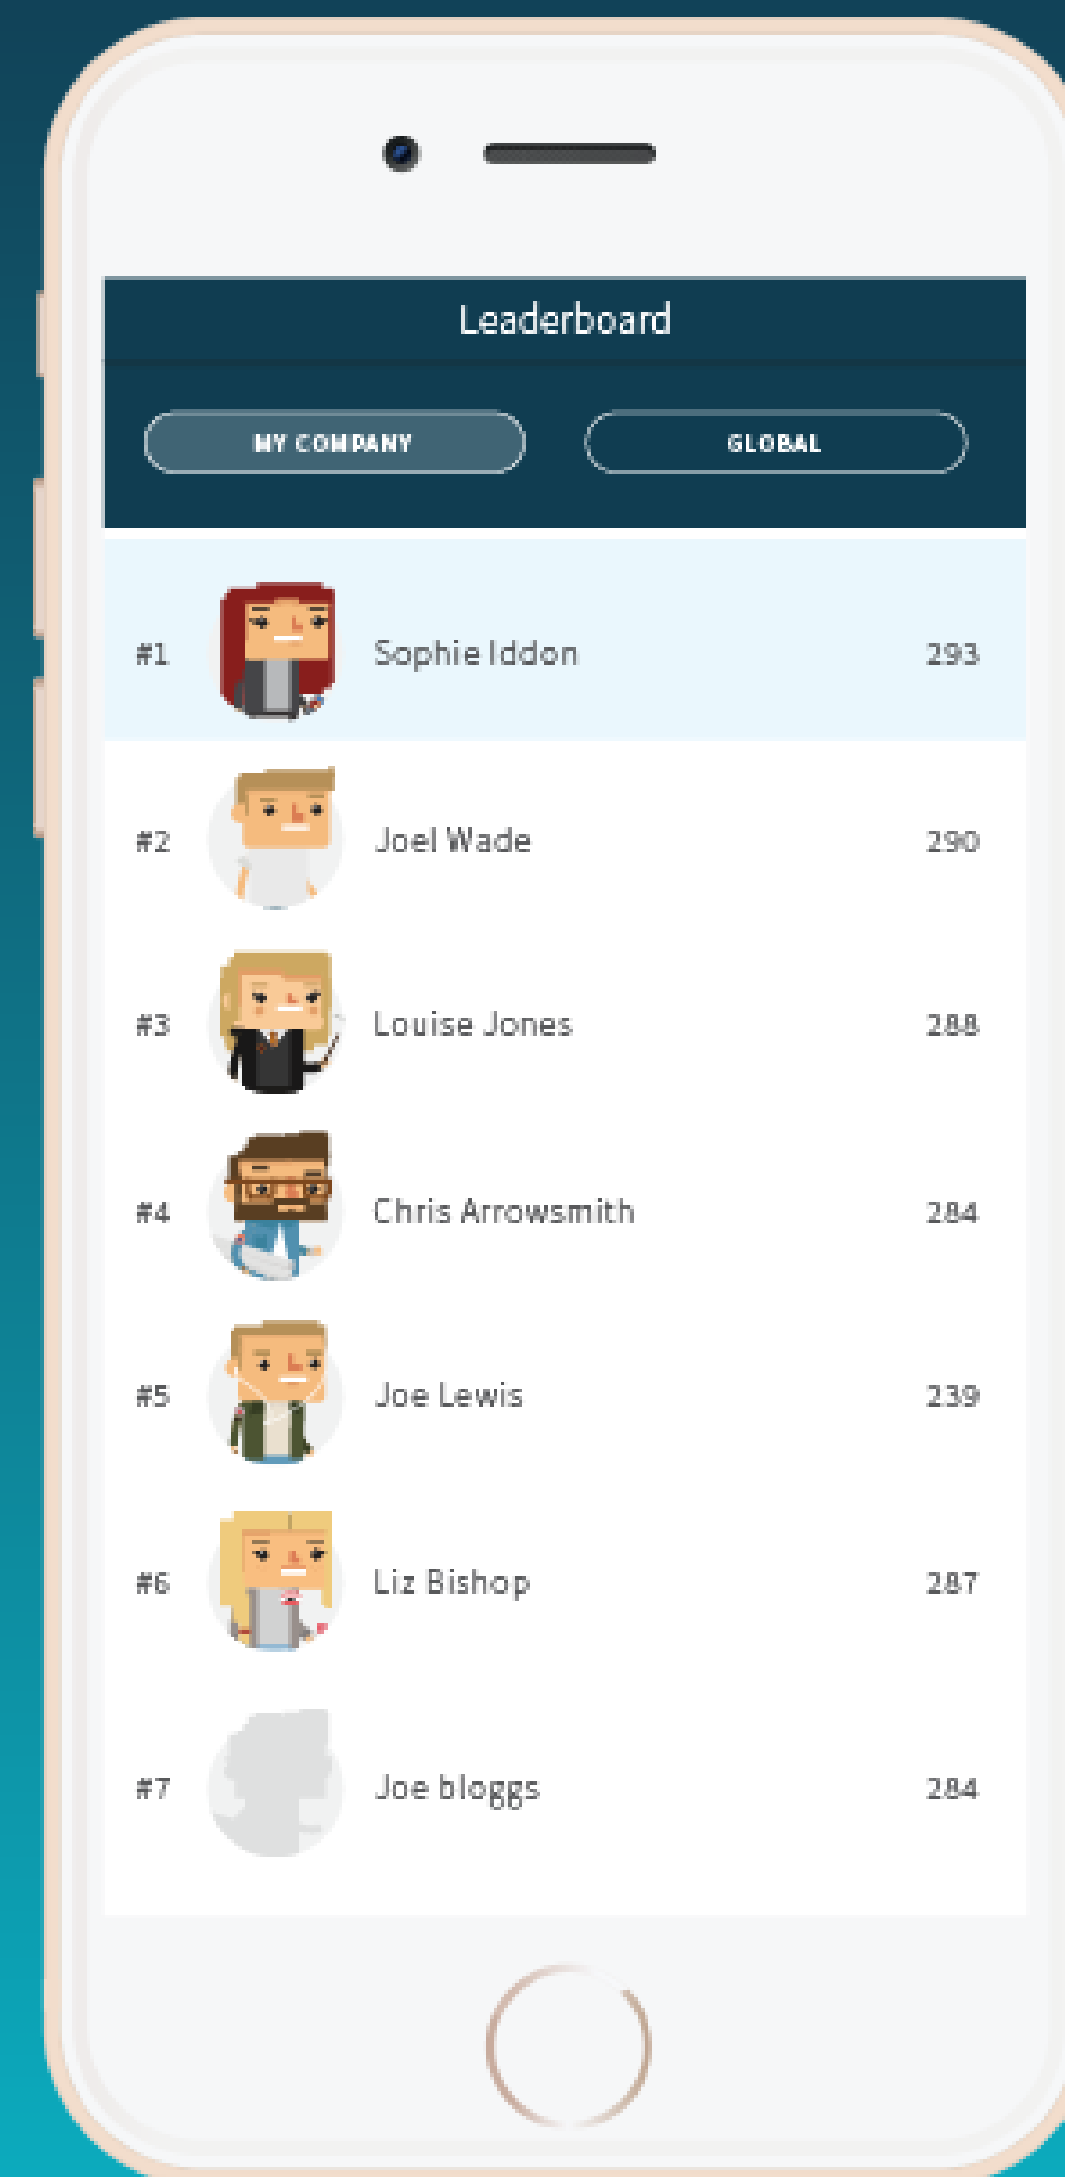 Leaderboard
MY COMPANY GLOBAL
#1 Sophie Iddon 293
#2 Joel Wade 290
#3 Louise Jones 288
#4 Chris Arrowsmith 284
#5 Joe Lewis 239
#6 Liz Bishop 287
#7 Joe bloggs 284